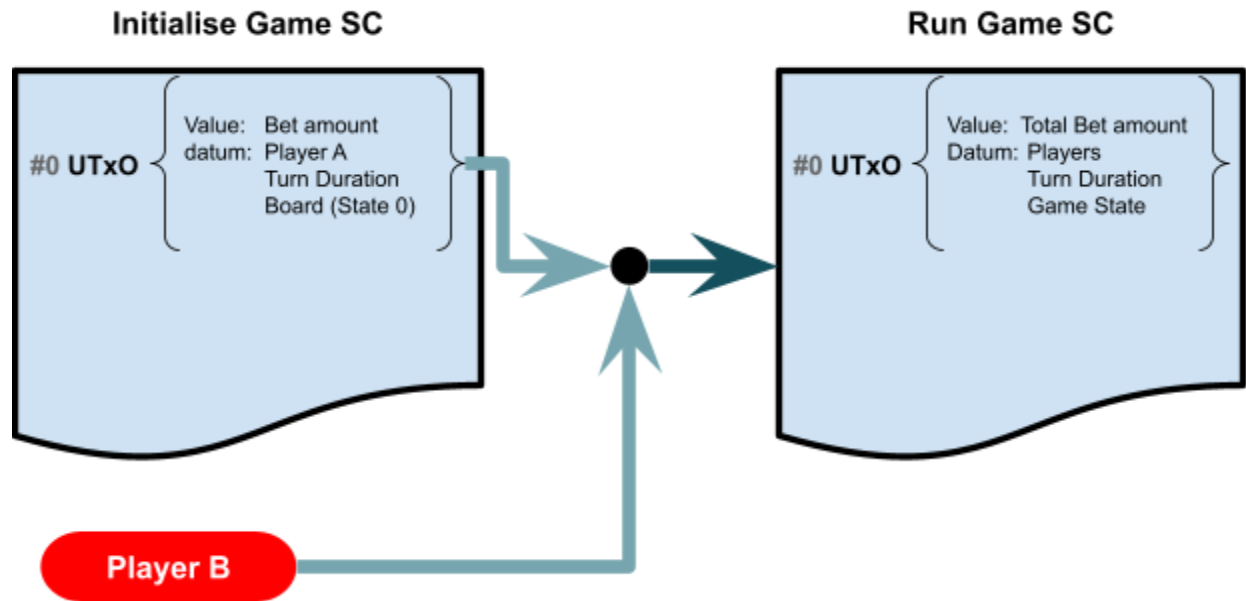 Initialise Game SC
#0 UTxO
Value: Bet amount
datum: Player A
Turn Duration
Board (State 0)
Run Game SC
#0 UTxO
Value: Total Bet amount
Datum: Players
Turn Duration
Game State
Player B